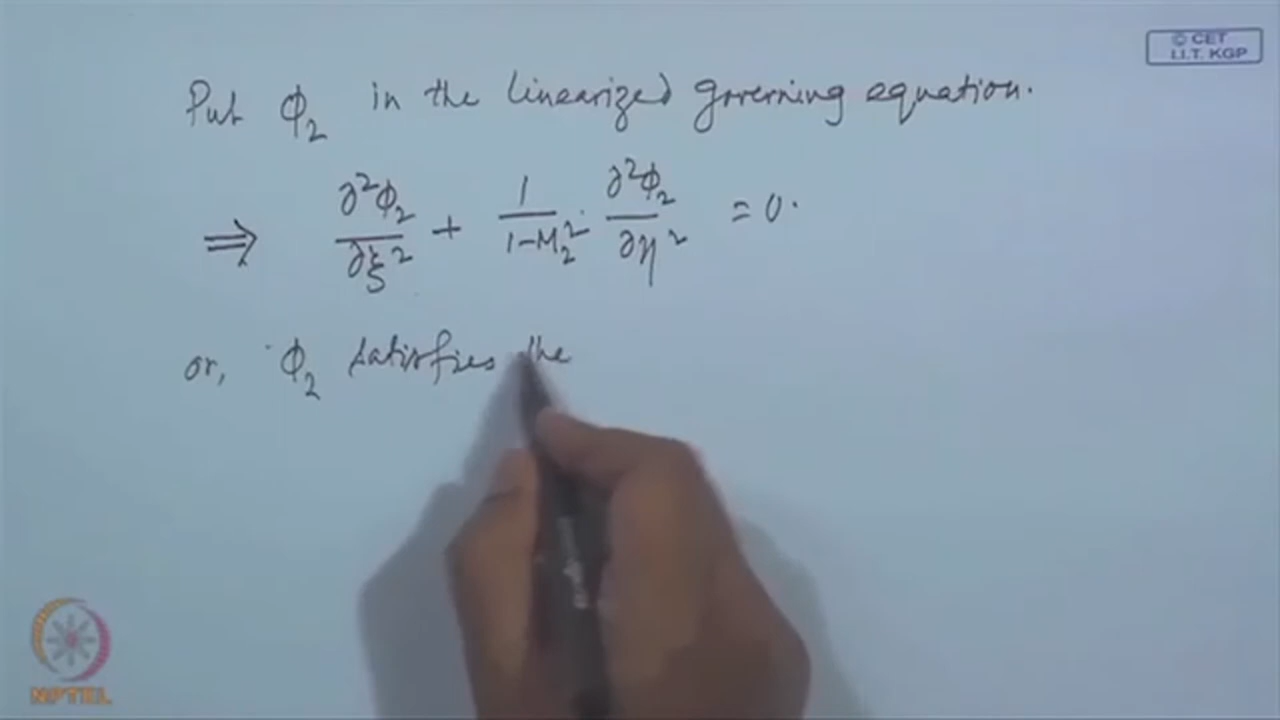 © CET
I.I.T. KGP
Put ϕ₂ in the linearized governing equation.
⇒ ∂²ϕ₂/∂ξ² + 1/(1-M₂²) · ∂²ϕ₂/∂η² = 0.
or, ϕ₂ satisfies the
NPTEL